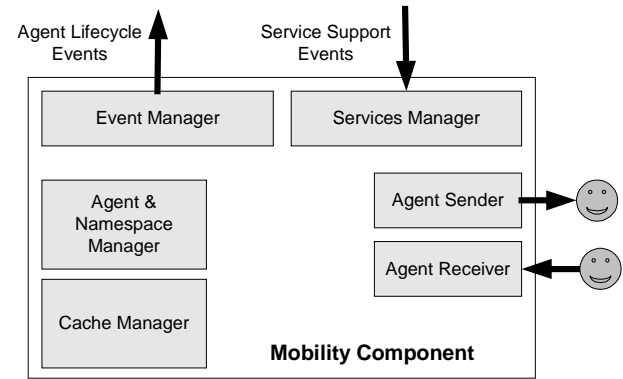 Agent Lifecycle
Events
Service Support
Events
Event Manager
Services Manager
Agent &
Namespace
Manager
Agent Sender
Agent Receiver
Cache Manager
Mobility Component